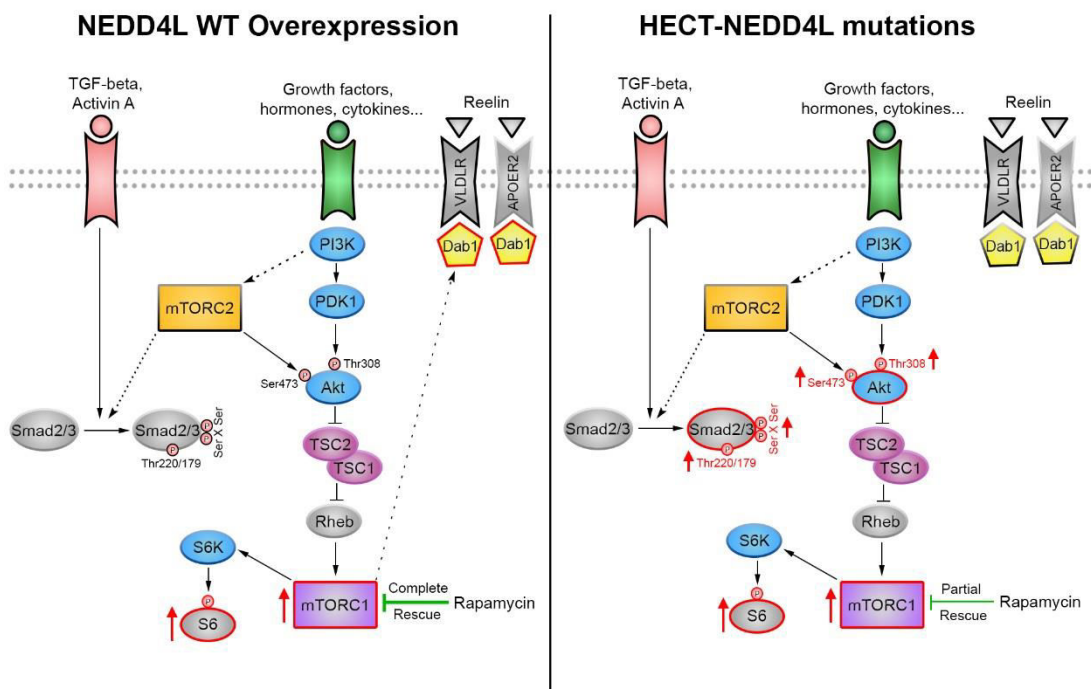 NEDD4L WT Overexpression
TGF-beta,
Activin A
Growth factors,
hormones, cytokines...
Reelin
VLDLR
APOER2
Dab1
Dab1
PI3K
mTORC2
PDK1
P
Thr308
Ser473
P
Akt
Smad2/3
Smad2/3
P
P
Ser X Ser
P
Thr220/179
TSC2
TSC1
Rheb
S6K
P
S6
mTORC1
Complete
Rescue
Rapamycin
HECT-NEDD4L mutations
TGF-beta,
Activin A
Growth factors,
hormones, cytokines...
Reelin
VLDLR
APOER2
Dab1
Dab1
PI3K
mTORC2
PDK1
P
Thr308
Ser473
P
Akt
Smad2/3
Smad2/3
P
P
Ser X Ser
P
Thr220/179
TSC2
TSC1
Rheb
S6K
P
S6
mTORC1
Partial
Rescue
Rapamycin